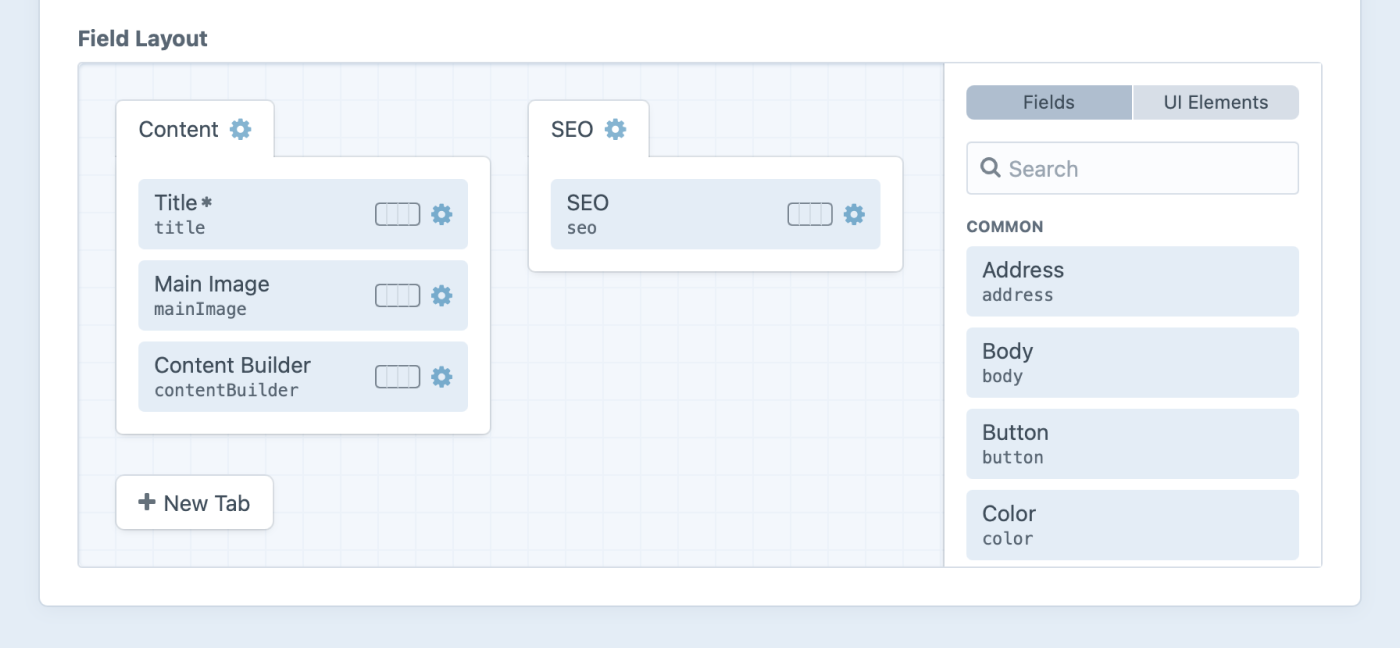 Field Layout
Content
Title*
title
Main Image
mainImage
Content Builder
contentBuilder
+ New Tab
SEO
SEO
seo
Fields
UI Elements
Search
COMMON
Address
address
Body
body
Button
button
Color
color